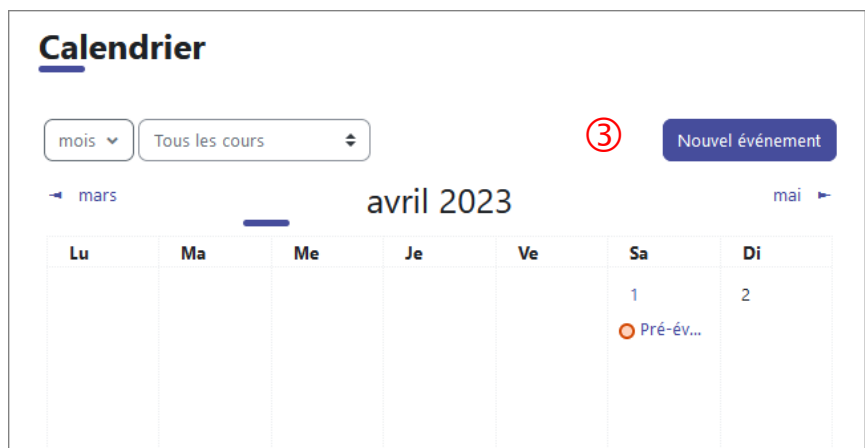 Calendrier
mois Tous les cours ③ Nouvel événement
mars avril 2023 mai
Lu Ma Me Je Ve Sa Di
1 2
Pré-év...